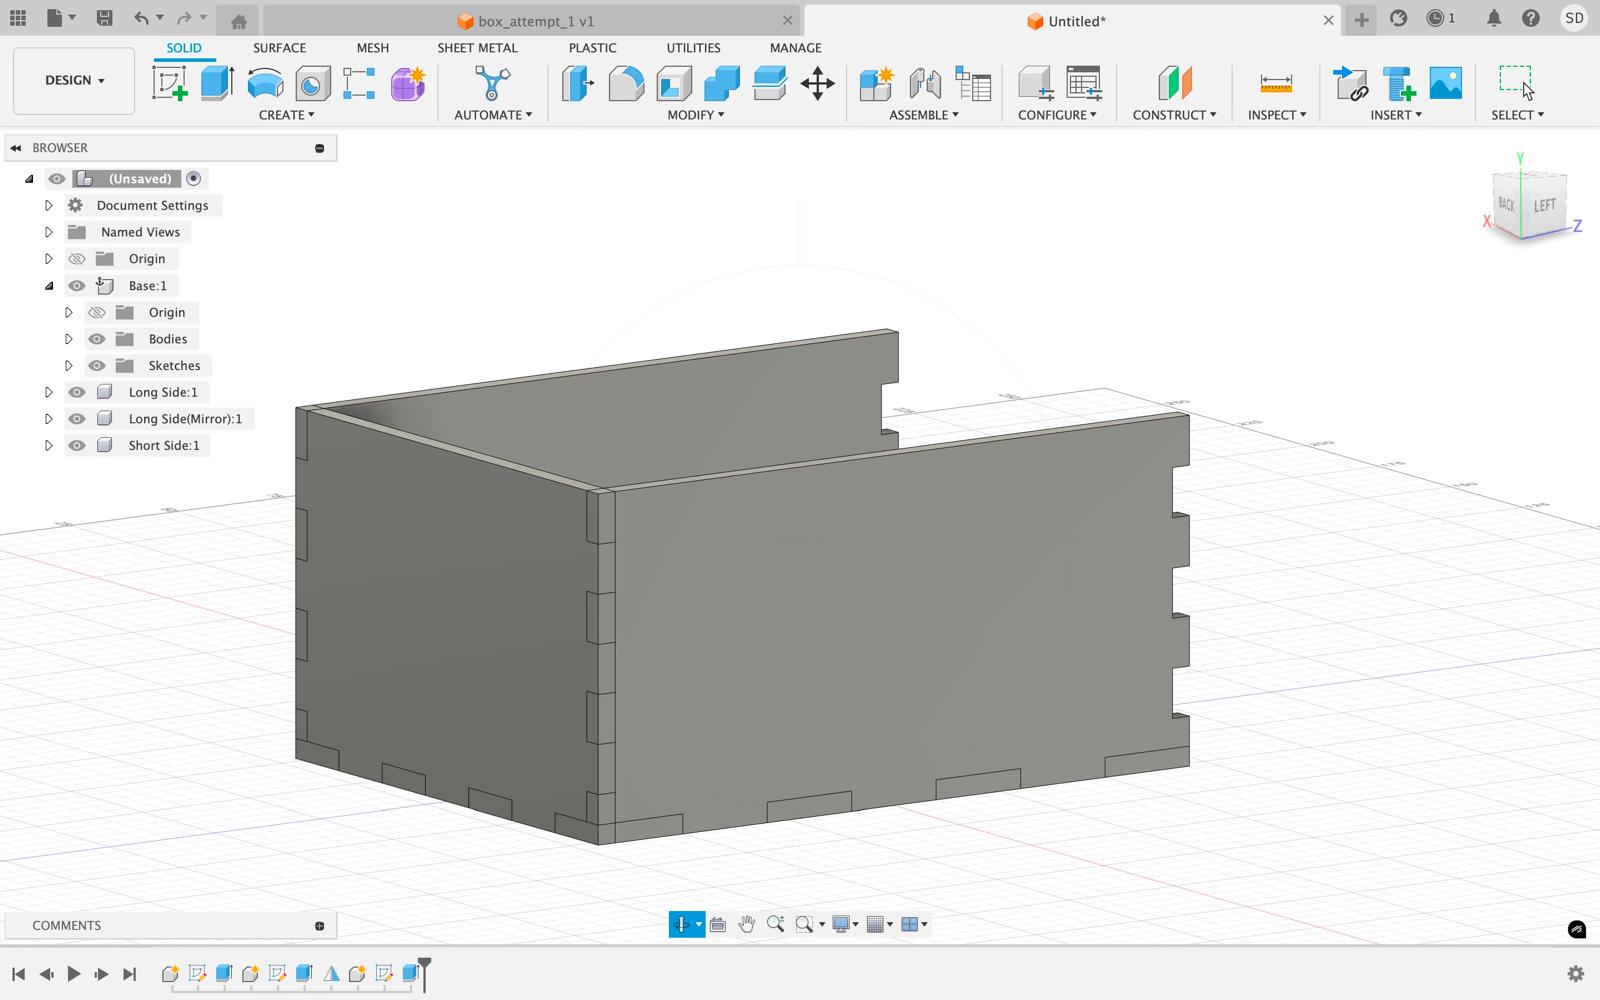 box_attempt_1 v1
Untitled*
1
SD
SOLID
SURFACE
MESH
SHEET METAL
PLASTIC
UTILITIES
MANAGE
DESIGN
CREATE
AUTOMATE
MODIFY
ASSEMBLE
CONFIGURE
CONSTRUCT
INSPECT
INSERT
SELECT
BROWSER
(Unsaved)
Document Settings
Named Views
Origin
Base:1
Origin
Bodies
Sketches
Long Side:1
Long Side(Mirror):1
Short Side:1
Y
BACK
LEFT
X
Z
COMMENTS